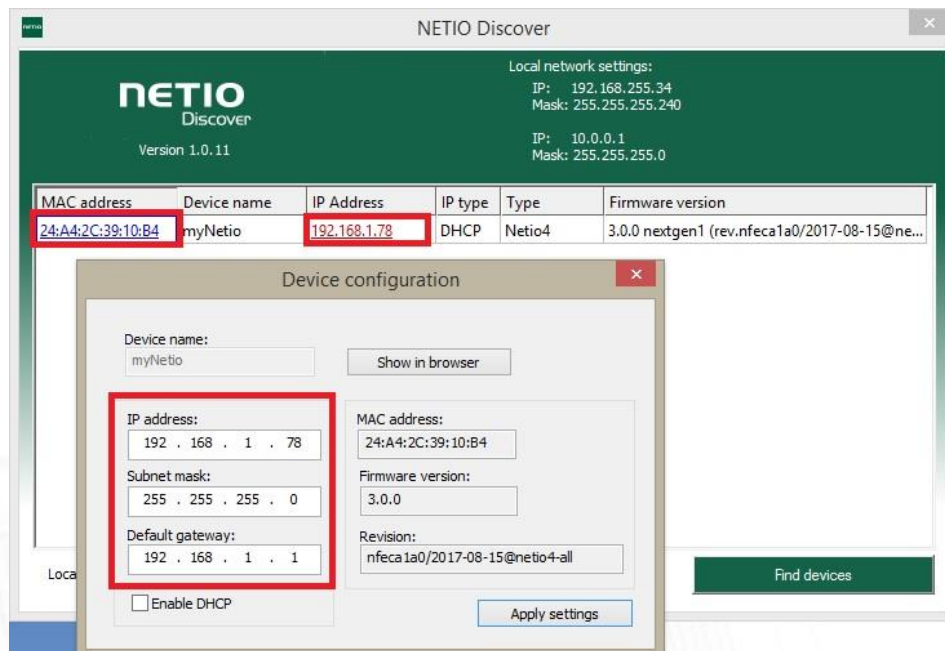 NETIO
NETIO Discover
NETIO
Discover
Version 1.0.11
Local network settings:
IP: 192.168.255.34
Mask: 255.255.255.240
IP: 10.0.0.1
Mask: 255.255.255.0
MAC address Device name IP Address IP type Type Firmware version
24:A4:2C:39:10:B4 myNetio 192.168.1.78 DHCP Netio4 3.0.0 nextgen1 (rev.nfeca1a0/2017-08-15@ne...
Device configuration
Device name:
myNetio
Show in browser
IP address:
192 . 168 . 1 . 78
Subnet mask:
255 . 255 . 255 . 0
Default gateway:
192 . 168 . 1 . 1
Enable DHCP
MAC address:
24:A4:2C:39:10:B4
Firmware version:
3.0.0
Revision:
nfeca1a0/2017-08-15@netio4-all
Apply settings
Loca
Find devices